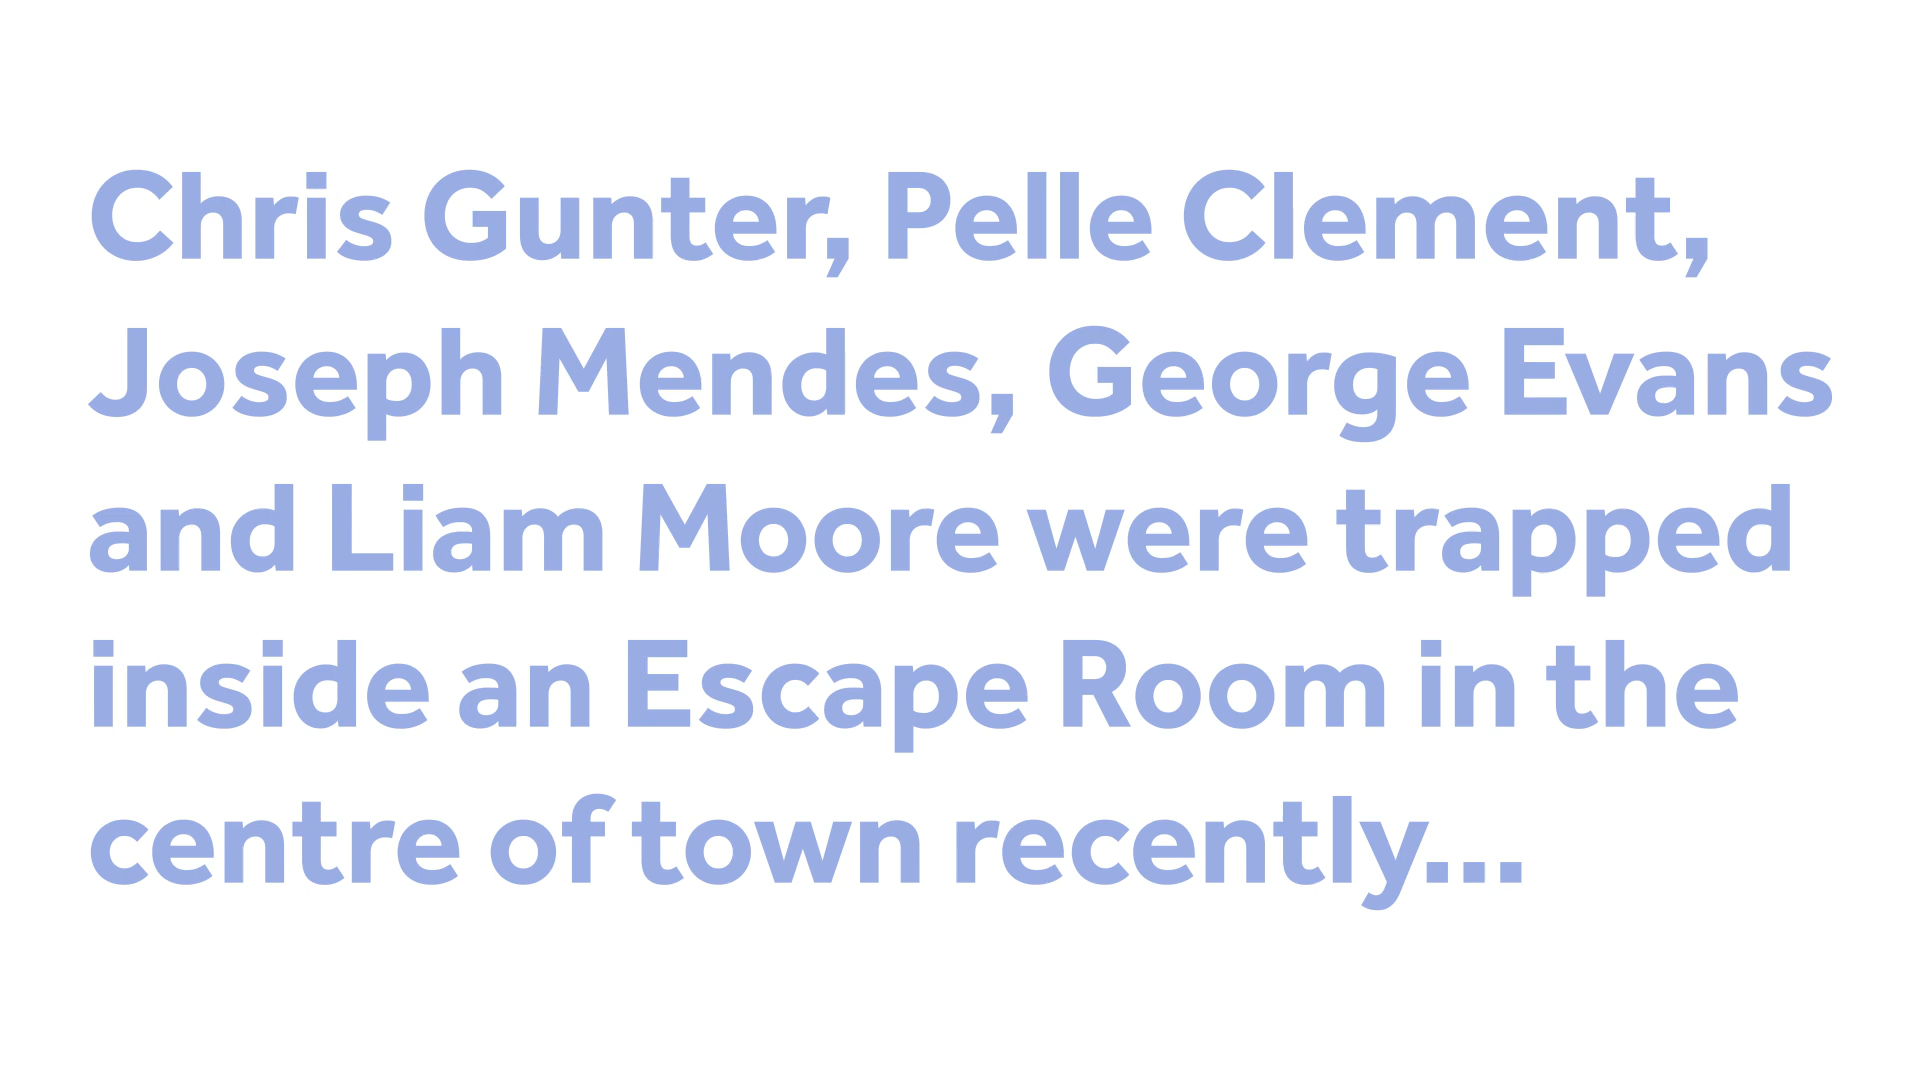 Chris Gunter, Pelle Clement,
Joseph Mendes, George Evans
and Liam Moore were trapped
inside an Escape Room in the
centre of town recently...